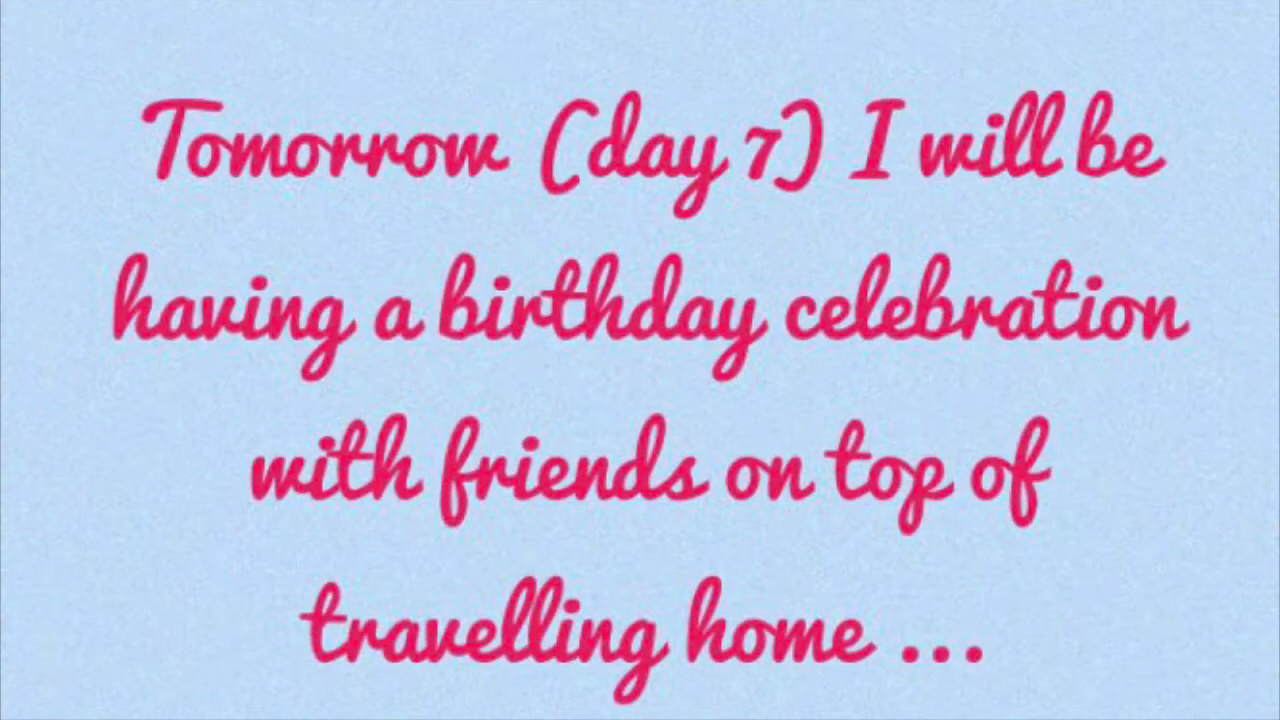 Tomorrow (day 7) I will be
having a birthday celebration
with friends on top of
travelling home ...